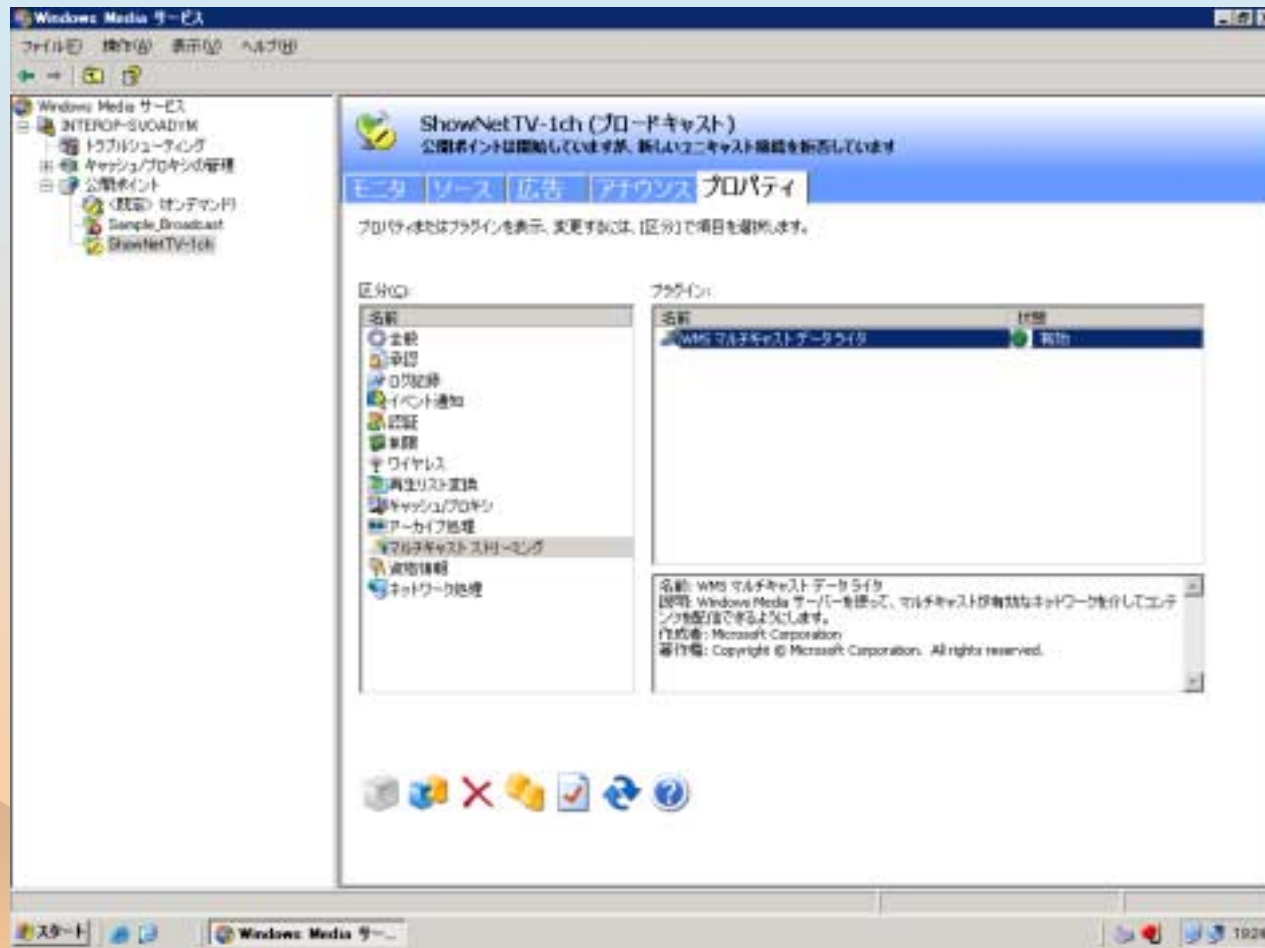 Windows Media サービス
ファイル(F) 操作(A) 表示(V) ヘルプ(H)
Windows Media サービス
INTEROP-SVOADYM
トラブルシューティング
キャッシュ/プロキシの管理
公開ポイント
<既定> (オンデマンド)
Sample_Broadcast
ShowNetTV-1ch
ShowNetTV-1ch (ブロードキャスト)
公開ポイントは開始していますが、新しいユニキャスト接続を拒否しています
モニタ ソース 広告 アナウンス プロパティ
プロパティまたはプラグインを表示、変更するには、[区分]で項目を選択します。
区分(C):
名前
全般
承認
ログ記録
イベント通知
認証
制限
ワイヤレス
再生リスト変換
キャッシュ/プロキシ
アーカイブ処理
マルチキャスト ストリーミング
資格情報
ネットワーク処理
プラグイン:
名前 状態
WMS マルチキャスト データ ライタ 有効
名前: WMS マルチキャスト データ ライタ
説明: Windows Media サーバーを使って、マルチキャストが有効なネットワークを介してコンテ
ンツを配信できるようにします。
作成者: Microsoft Corporation
著作権: Copyright © Microsoft Corporation. All rights reserved.
スタート Windows Media サー...